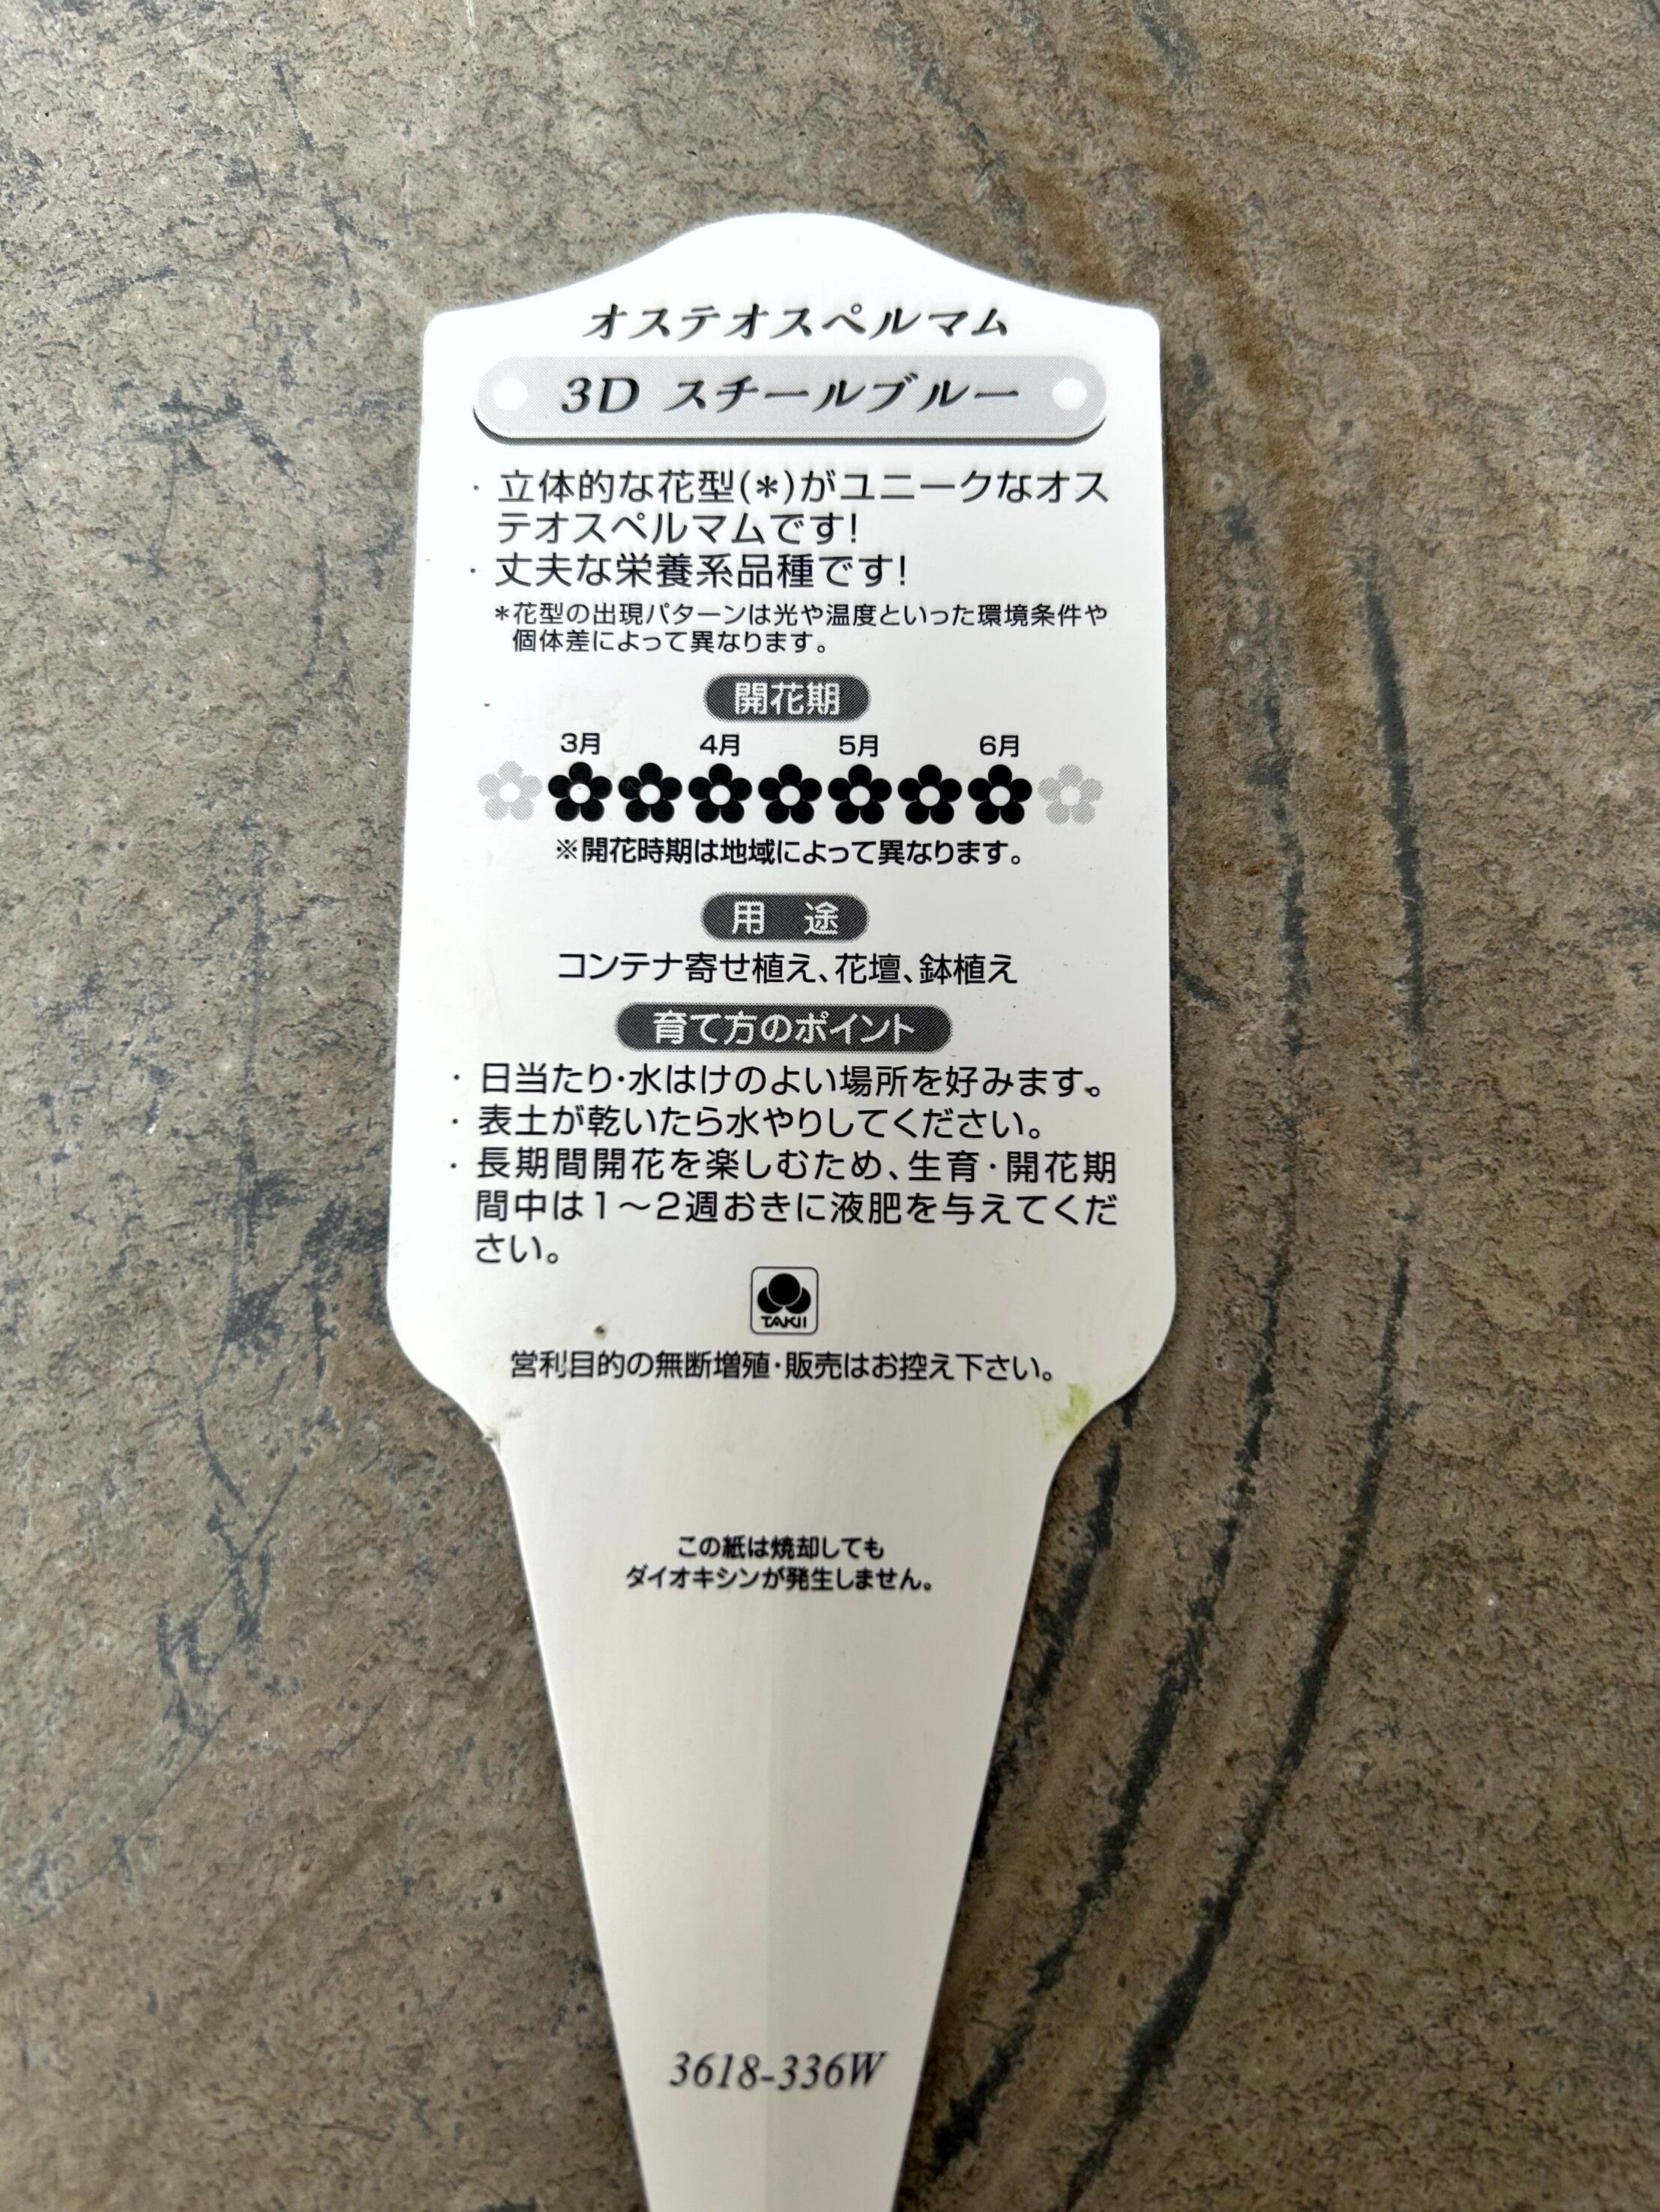 オステオスペルマム
3D スチールブルー
・立体的な花型(＊)がユニークなオス
テオスペルマムです!
・丈夫な栄養系品種です!
＊花型の出現パターンは光や温度といった環境条件や
個体差によって異なります。
開花期
3月 4月 5月 6月
※開花時期は地域によって異なります。
用　途
コンテナ寄せ植え、花壇、鉢植え
育て方のポイント
・日当たり・水はけのよい場所を好みます。
・表土が乾いたら水やりしてください。
・長期間開花を楽しむため、生育・開花期
間中は1～2週おきに液肥を与えてくだ
さい。
TAKII
営利目的の無断増殖・販売はお控え下さい。
この紙は焼却しても
ダイオキシンが発生しません。
3618-336W